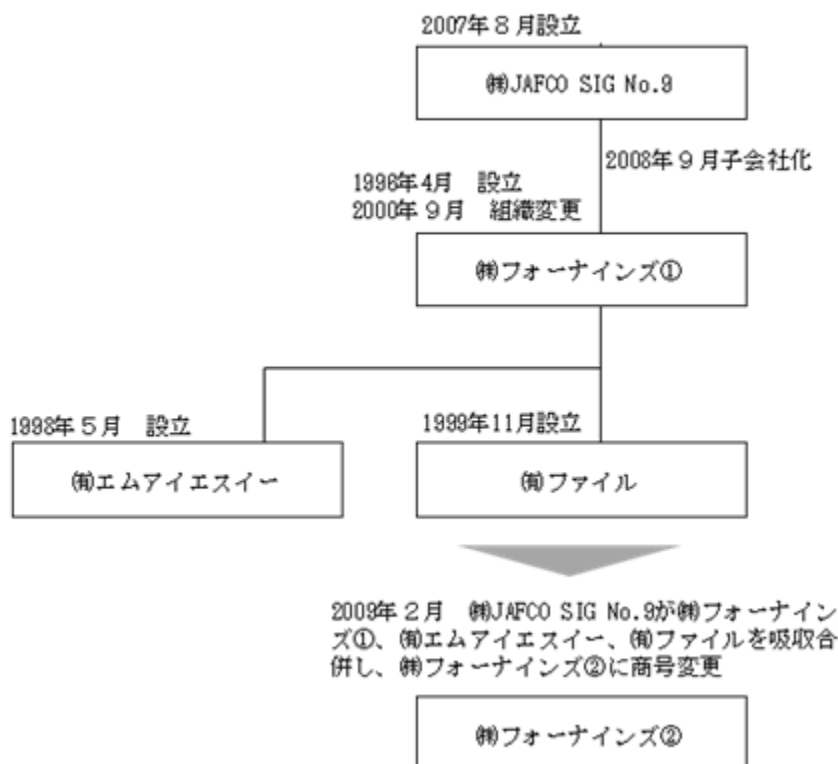 2007年８月設立
㈱JAFCO SIG No.9
2008年９月子会社化
1996年4月　設立
2000年９月　組織変更
㈱フォーナインズ①
1998年５月　設立
1999年11月設立
㈲エムアイエスイー
㈲ファイル
2009年２月　㈱JAFCO SIG No.9が㈱フォーナイン
ズ①、㈲エムアイエスイー、㈲ファイルを吸収合
併し、㈱フォーナインズ②に商号変更
㈱フォーナインズ②